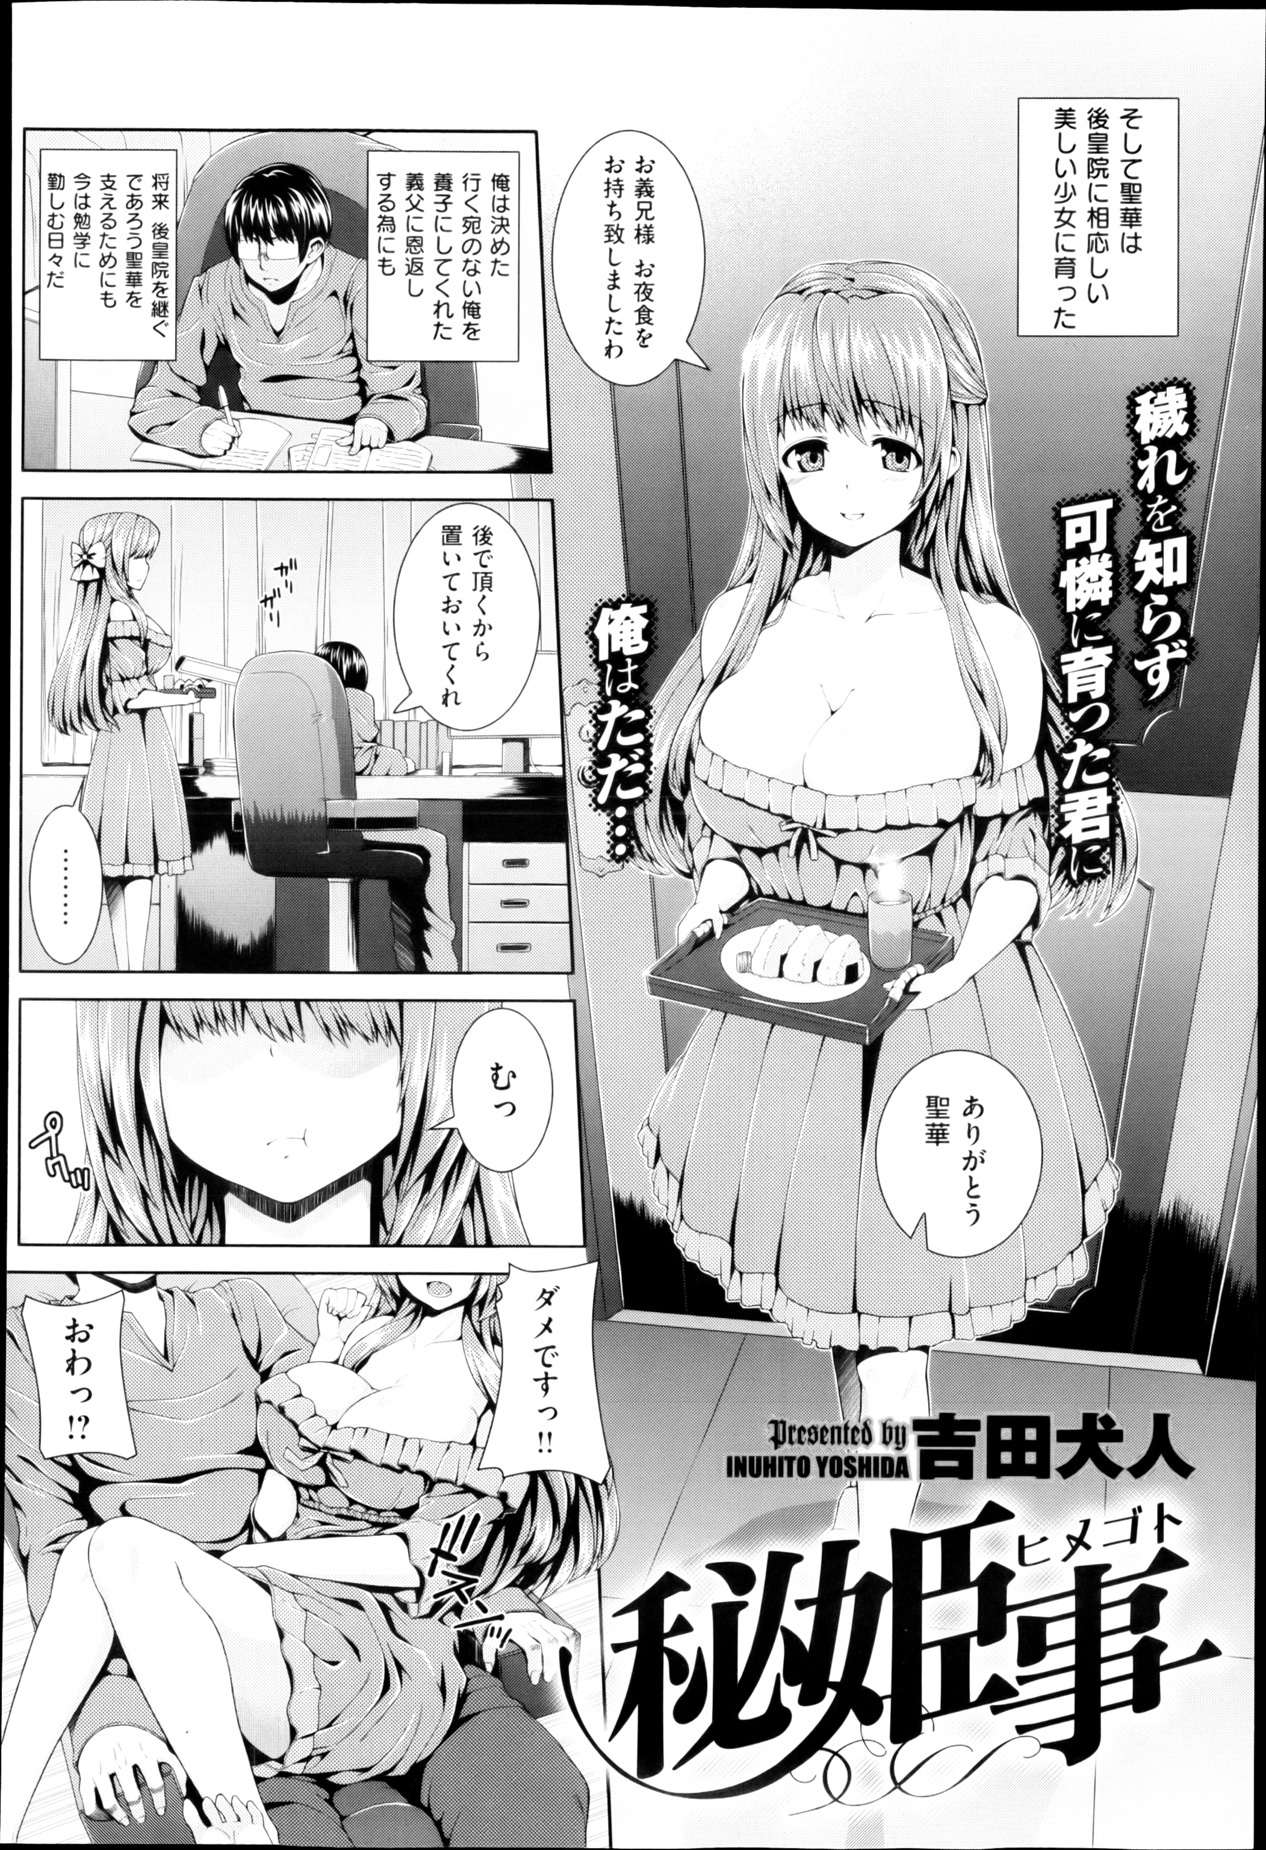 そして聖華は
後皇院に相応しい
美しい少女に育った
お義兄様 お夜食を
お持ち致しましたわ
穢れを知らず
可憐に育った君に
俺はただ…
ありがとう
聖華
Presented by
吉田犬人
INUHITO YOSHIDA
ヒメゴト
秘姫事
俺は決めた
行く宛のない俺を
養子にしてくれた
義父に恩返し
する為にも
将来 後皇院を継ぐ
であろう聖華を
支えるためにも
今は勉学に
勤しむ日々だ
後で頂くから
置いておいてくれ
ガリ
ガリ
………
むっ
プクッ
ダメですっ!!
おわっ!?